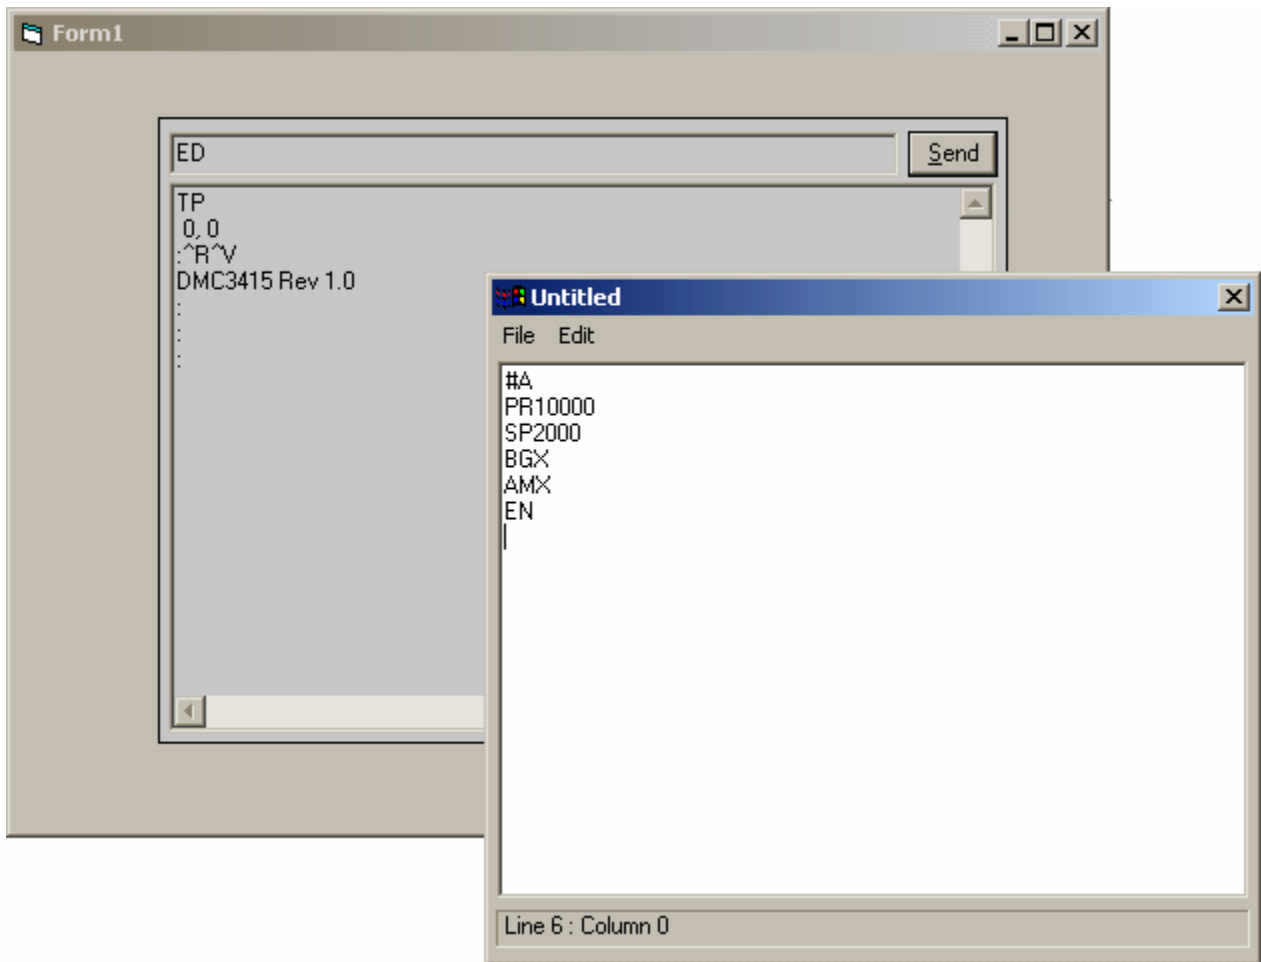 Form1
ED
Send
TP
0, 0
:^R^V
DMC3415 Rev 1.0
:
:
:
Untitled
File Edit
#A
PR10000
SP2000
BGX
AMX
EN
Line 6 : Column 0